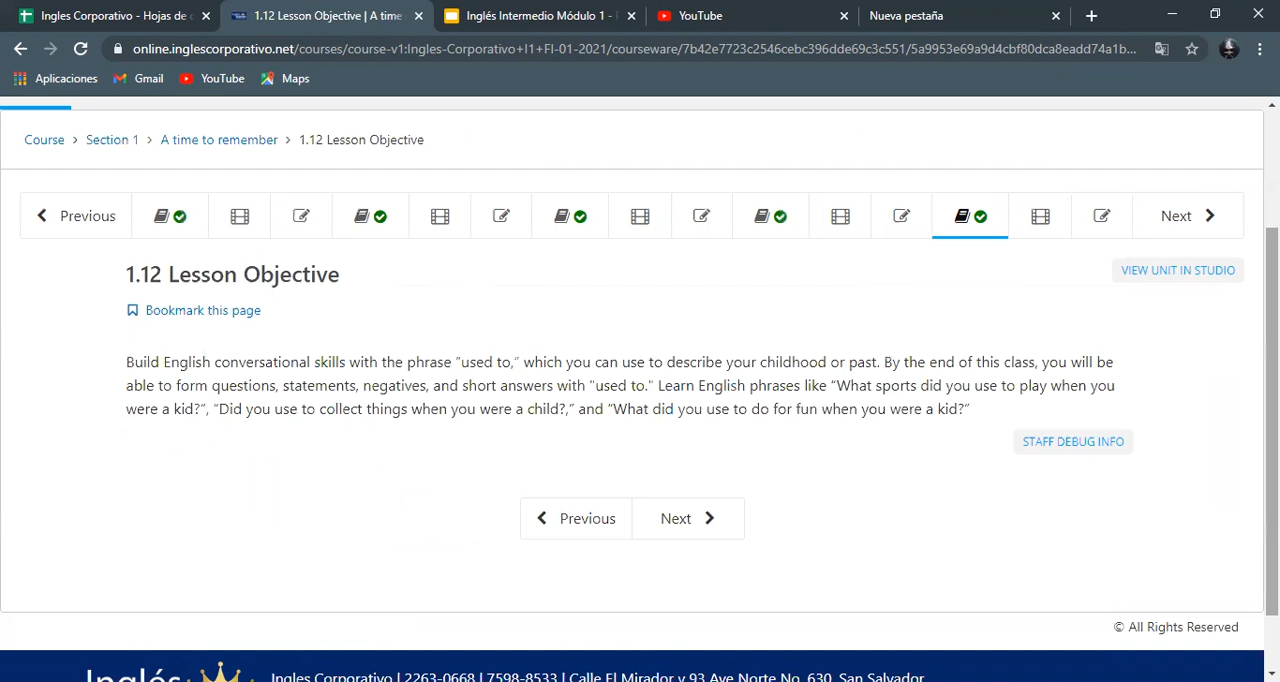 Ingles Corporativo - Hojas de c
1.12 Lesson Objective | A time
Inglés Intermedio Módulo 1 - P
YouTube
Nueva pestaña
online.inglescorporativo.net/courses/course-v1:Ingles-Corporativo+I1+FI-01-2021/courseware/7b42e7723c2546cebc396dde69c3c551/5a9953e69a9d4cbf80dca8eadd74a1b...
Aplicaciones Gmail YouTube Maps
Course > Section 1 > A time to remember > 1.12 Lesson Objective
Previous Next
1.12 Lesson Objective
VIEW UNIT IN STUDIO
Bookmark this page
Build English conversational skills with the phrase “used to,” which you can use to describe your childhood or past. By the end of this class, you will be
able to form questions, statements, negatives, and short answers with “used to.” Learn English phrases like “What sports did you use to play when you
were a kid?”, “Did you use to collect things when you were a child?,” and “What did you use to do for fun when you were a kid?”
STAFF DEBUG INFO
Previous Next
© All Rights Reserved
Inglés
Ingles Corporativo | 2263-0668 | 7598-8533 | Calle El Mirador y 93 Ave Norte No. 630, San Salvador